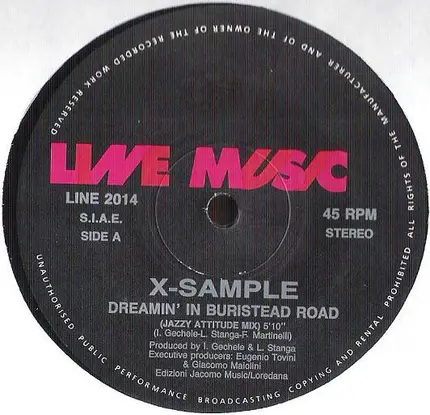 ALL RIGHTS OF THE MANUFACTURER AND OF THE OWNER OF THE RECORDED WORK RESERVED
LINE MUSIC
LINE 2014
S.I.A.E.
SIDE A
45 RPM
STEREO
X-SAMPLE
DREAMIN' IN BURISTEAD ROAD
(JAZZY ATTITUDE MIX) 5'10"
(I. Gechele-L. Stanga-F. Martinelli)
Produced by I. Gechele & L. Stanga
Executive producers: Eugenio Tovini
& Giacomo Maiolini
Edizioni Jacomo Music/Loredana
UNAUTHORISED PUBLIC PERFORMANCE BROADCASTING COPYING AND RENTAL PROHIBITED